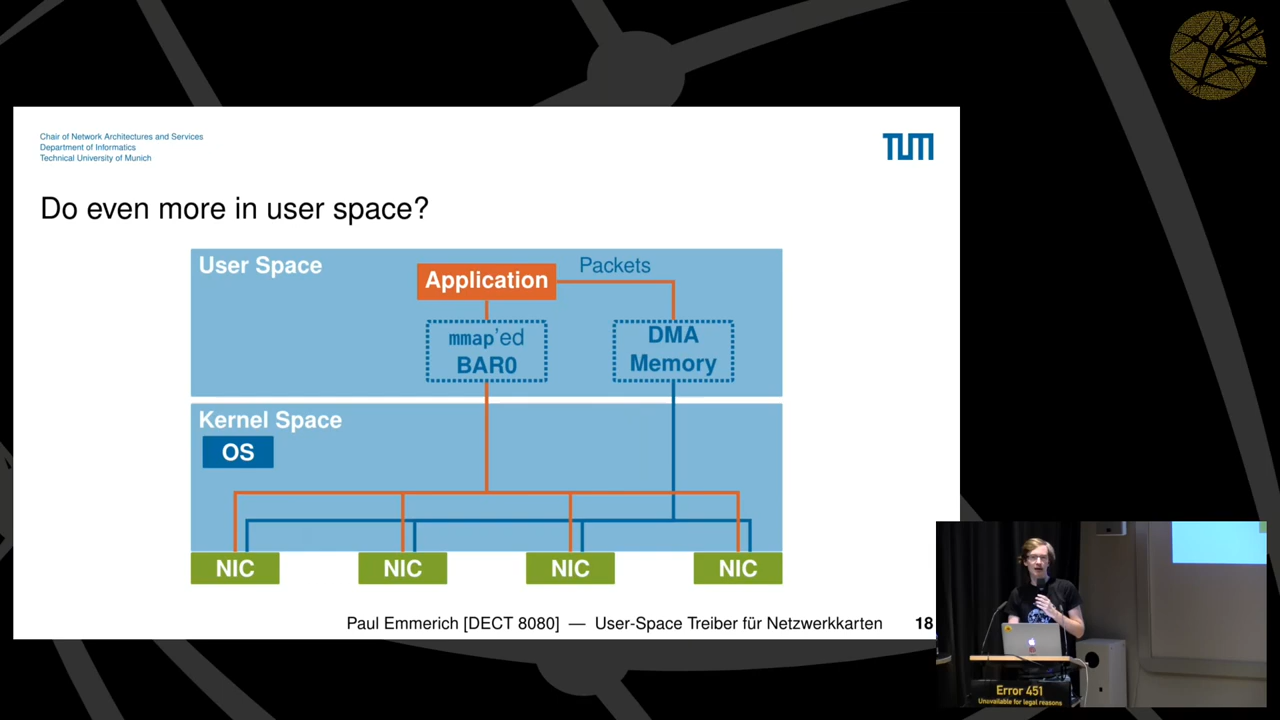 Chair of Network Architectures and Services
Department of Informatics
Technical University of Munich
TUM
Do even more in user space?
User Space
Application
Packets
mmap'ed
BAR0
DMA
Memory
Kernel Space
OS
NIC
NIC
NIC
NIC
Paul Emmerich [DECT 8080] — User-Space Treiber für Netzwerkkarten
18
Error 451
Unavailable for legal reasons